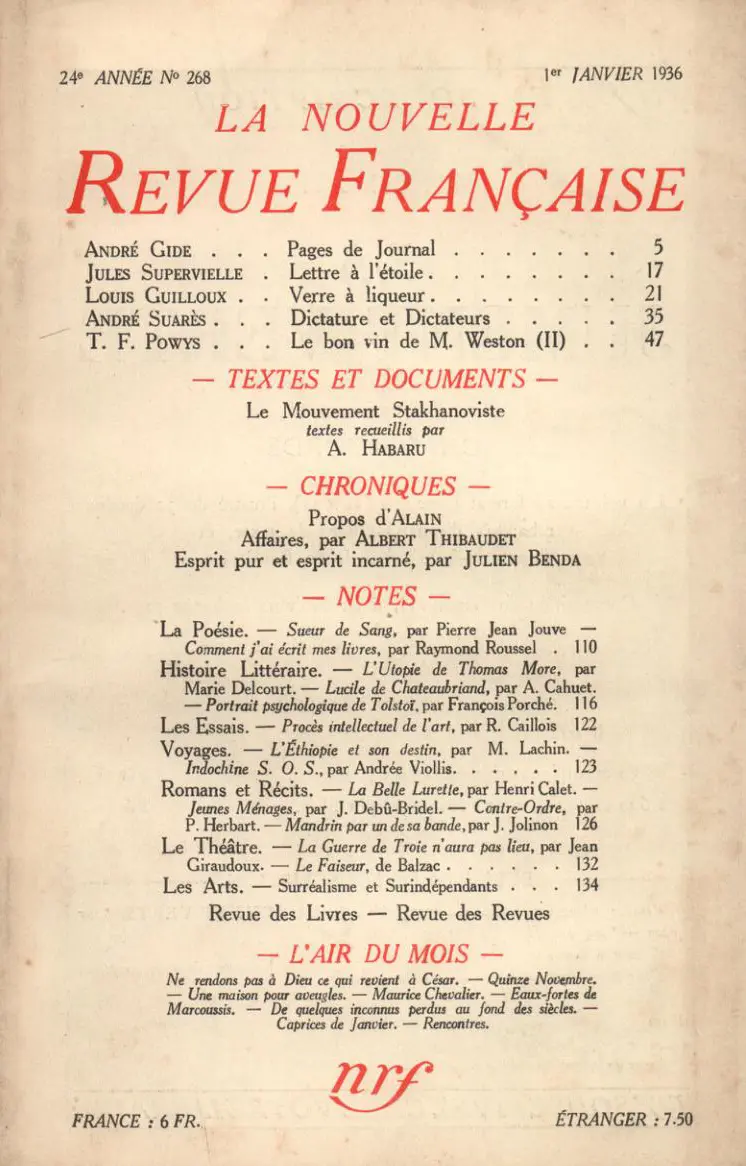 24e ANNÉE No 268
1er JANVIER 1936
LA NOUVELLE
REVUE FRANÇAISE
ANDRÉ GIDE . . . Pages de Journal . . . . . . . 5
JULES SUPERVIELLE . Lettre à l'étoile . . . . . . . . 17
LOUIS GUILLOUX . . Verre à liqueur . . . . . . . . 21
ANDRÉ SUARÈS . . . Dictature et Dictateurs . . . . . 35
T. F. POWYS . . . Le bon vin de M. Weston (II) . . 47
— TEXTES ET DOCUMENTS —
Le Mouvement Stakhanoviste
textes recueillis par
A. HABARU
— CHRONIQUES —
Propos d'ALAIN
Affaires, par ALBERT THIBAUDET
Esprit pur et esprit incarné, par JULIEN BENDA
— NOTES —
La Poésie. — Sueur de Sang, par Pierre Jean Jouve —
Comment j'ai écrit mes livres, par Raymond Roussel . 110
Histoire Littéraire. — L'Utopie de Thomas More, par
Marie Delcourt. — Lucile de Chateaubriand, par A. Cahuet.
— Portrait psychologique de Tolstoï, par François Porché. 116
Les Essais. — Procès intellectuel de l'art, par R. Caillois 122
Voyages. — L'Éthiopie et son destin, par M. Lachin. —
Indochine S. O. S., par Andrée Viollis. . . . . . 123
Romans et Récits. — La Belle Lurette, par Henri Calet. —
Jeunes Ménages, par J. Debû-Bridel. — Contre-Ordre, par
P. Herbart. — Mandrin par un de sa bande, par J. Jolinon 126
Le Théâtre. — La Guerre de Troie n'aura pas lieu, par Jean
Giraudoux. — Le Faiseur, de Balzac . . . . . . 132
Les Arts. — Surréalisme et Surindépendants . . . 134
Revue des Livres — Revue des Revues
— L'AIR DU MOIS —
Ne rendons pas à Dieu ce qui revient à César. — Quinze Novembre.
— Une maison pour aveugles. — Maurice Chevalier. — Eaux-fortes de
Marcoussis. — De quelques inconnus perdus au fond des siècles. —
Caprices de Janvier. — Rencontres.
nrf
FRANCE : 6 FR.
ÉTRANGER : 7.50